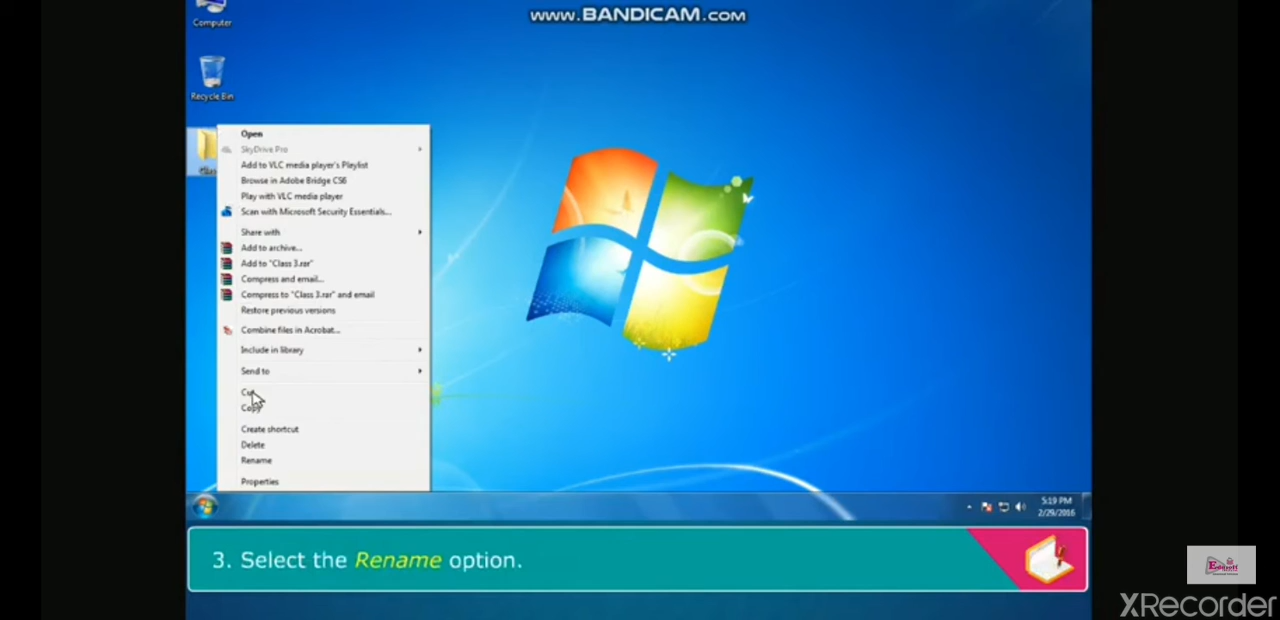 www.BANDICAM.com
Computer
Recycle Bin
Open
SkyDrive Pro
Add to VLC media player's Playlist
Browse in Adobe Bridge CS6
Play with VLC media player
Scan with Microsoft Security Essentials...
Share with
Add to archive...
Add to "Class 3.rar"
Compress and email...
Compress to "Class 3.rar" and email
Restore previous versions
Combine files in Acrobat...
Include in library
Send to
Cut
Copy
Create shortcut
Delete
Rename
Properties
5:19 PM
2/29/2016
3. Select the Rename option.
XRecorder